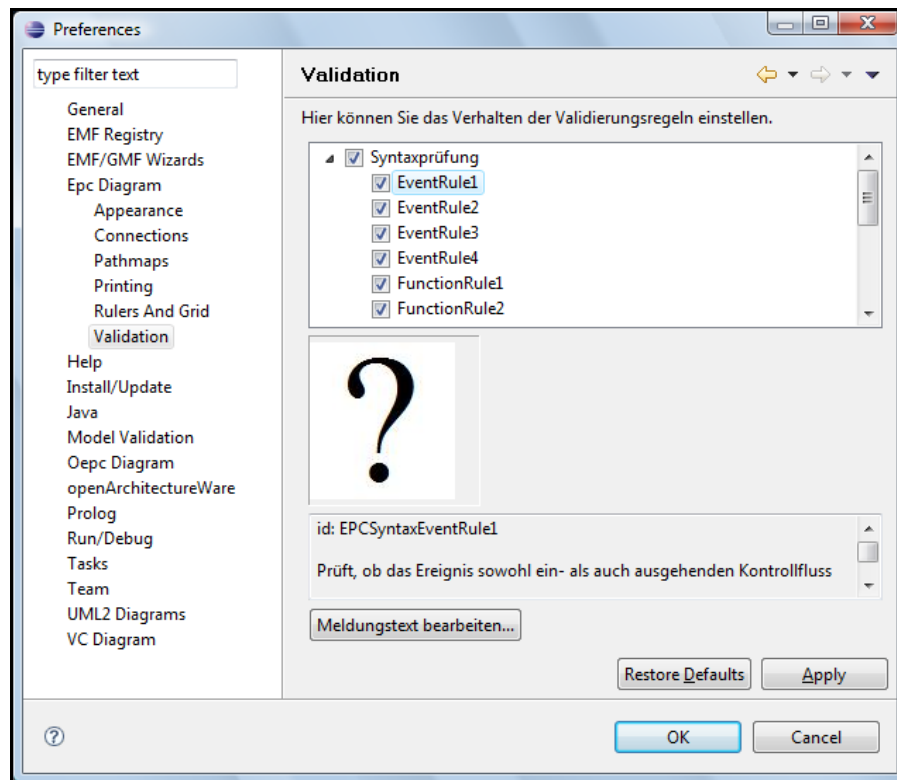 Preferences
type filter text
General
EMF Registry
EMF/GMF Wizards
Epc Diagram
Appearance
Connections
Pathmaps
Printing
Rulers And Grid
Validation
Help
Install/Update
Java
Model Validation
Oepc Diagram
openArchitectureWare
Prolog
Run/Debug
Tasks
Team
UML2 Diagrams
VC Diagram
Validation
Hier können Sie das Verhalten der Validierungsregeln einstellen.
Syntaxprüfung
EventRule1
EventRule2
EventRule3
EventRule4
FunctionRule1
FunctionRule2
?
id: EPCSyntaxEventRule1
Prüft, ob das Ereignis sowohl ein- als auch ausgehenden Kontrollfluss
Meldungstext bearbeiten...
Restore Defaults
Apply
?
OK
Cancel